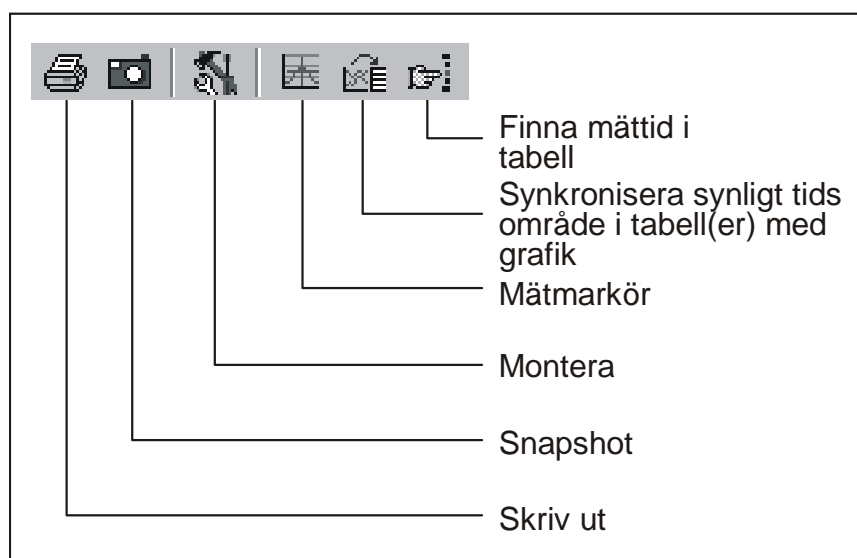 Finna mättid i
tabell
Synkronisera synligt tids
område i tabell(er) med
grafik
Mätmarkör
Montera
Snapshot
Skriv ut